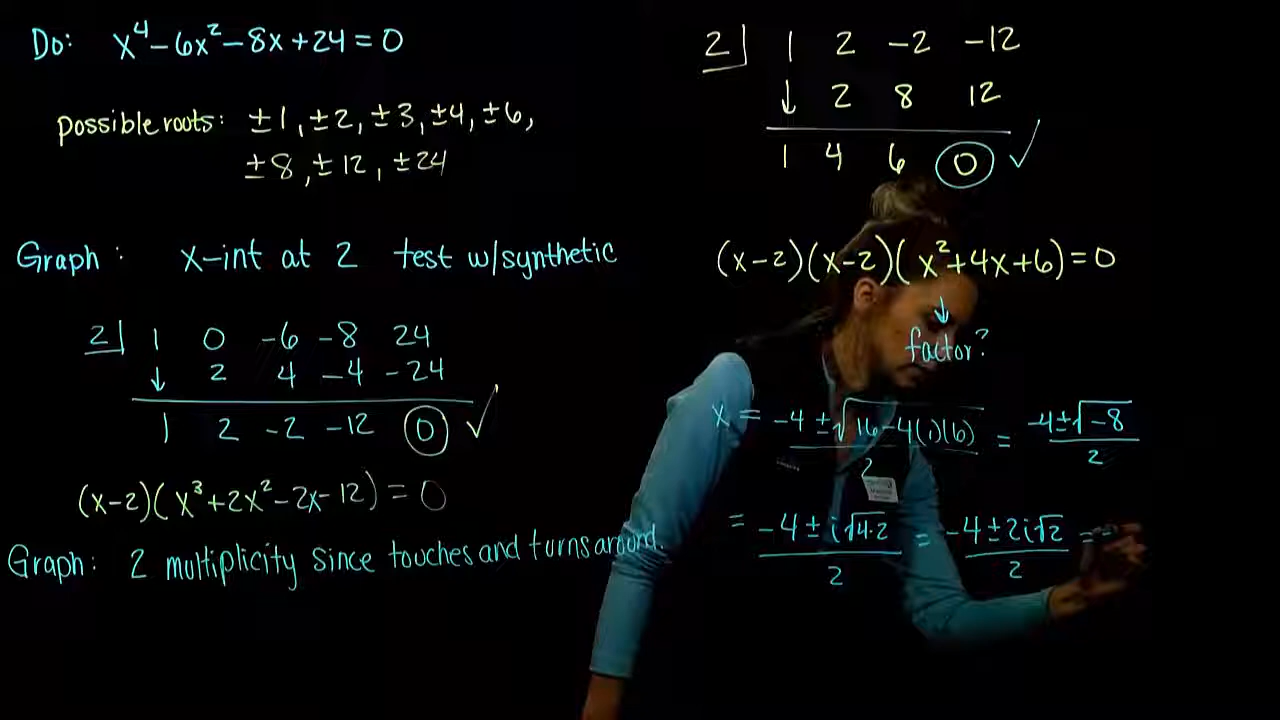 Do: x⁴-6x²-8x+24=0
possible roots: ±1, ±2, ±3, ±4, ±6,
±8, ±12, ±24
Graph: x-int at 2 test w/synthetic
2| 1 0 -6 -8 24
↓ 2 4 -4 -24
1 2 -2 -12 0 ✓
(x-2)(x³+2x²-2x-12)=0
Graph: 2 multiplicity since touches and turns around.
2| 1 2 -2 -12
↓ 2 8 12
1 4 6 0 ✓
(x-2)(x-2)(x²+4x+6)=0
↓
factor?
x = (-4±√(16-4(1)(6)))/2 = (-4±√-8)/2
= (-4±i√(4·2))/2 = (-4±2i√2)/2 =